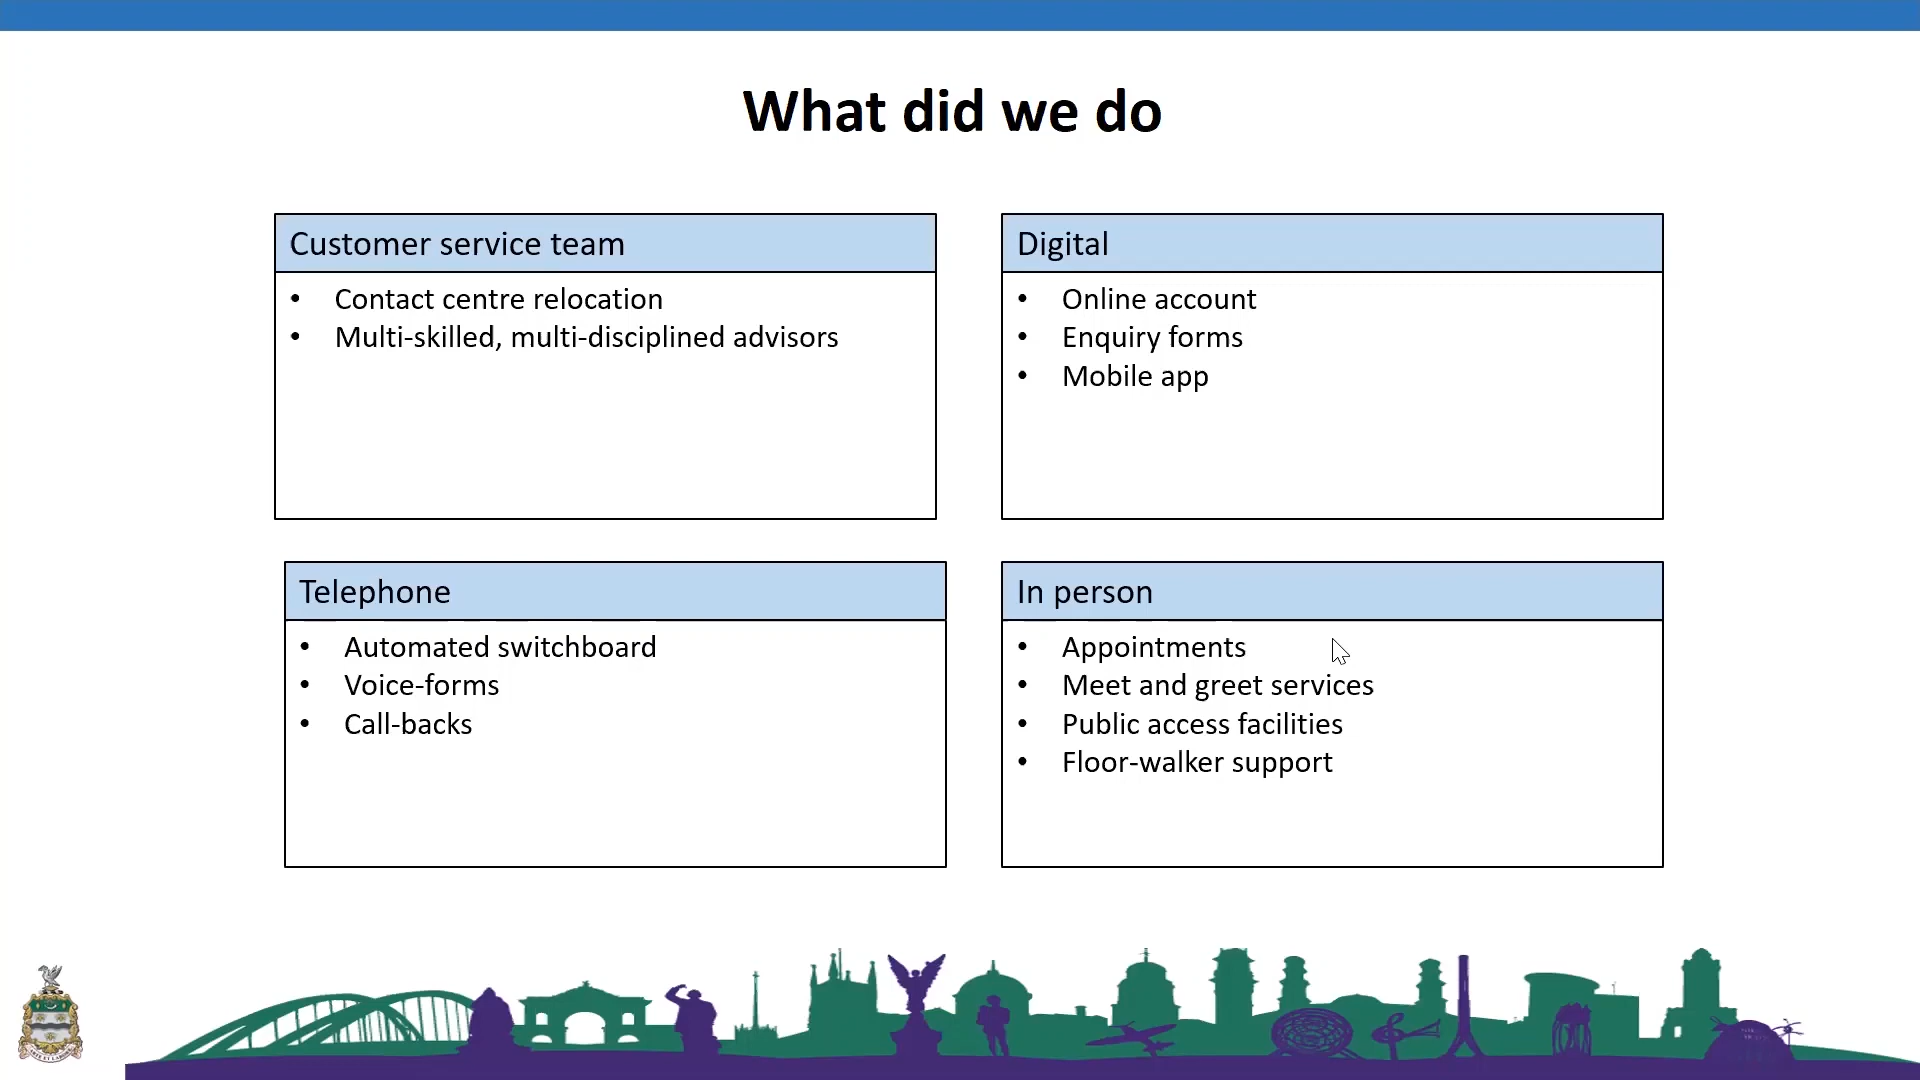 What did we do
Customer service team
• Contact centre relocation
• Multi-skilled, multi-disciplined advisors
Digital
• Online account
• Enquiry forms
• Mobile app
Telephone
• Automated switchboard
• Voice-forms
• Call-backs
In person
• Appointments
• Meet and greet services
• Public access facilities
• Floor-walker support